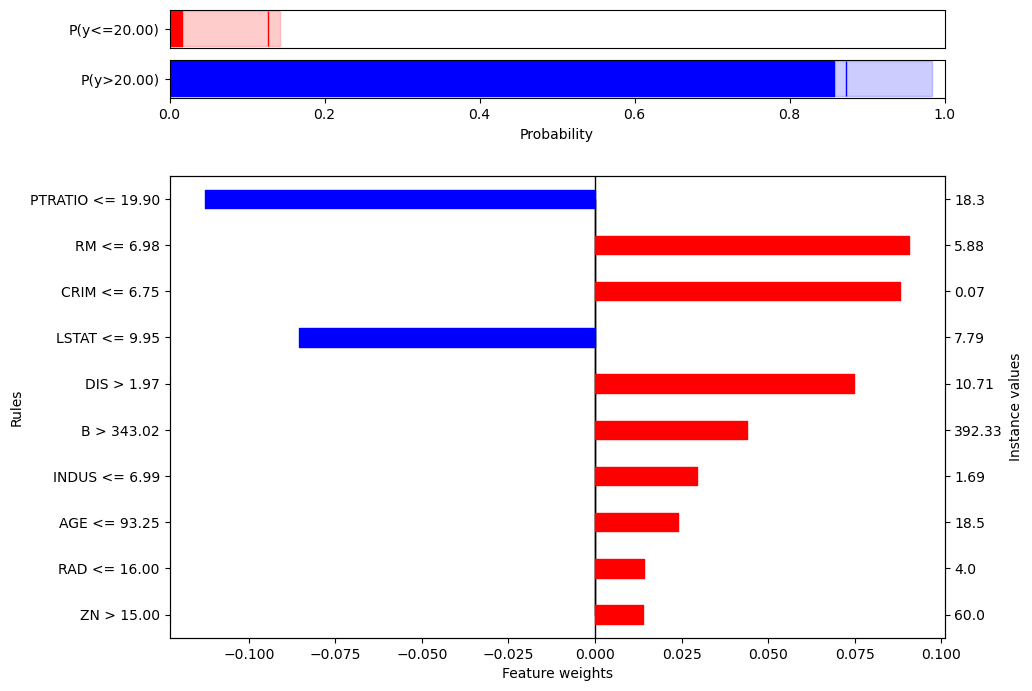 P(y<=20.00)
P(y>20.00)
0.0 0.2 0.4 0.6 0.8 1.0
Probability
PTRATIO <= 19.90 18.3
RM <= 6.98 5.88
CRIM <= 6.75 0.07
LSTAT <= 9.95 7.79
DIS > 1.97 10.71
B > 343.02 392.33
INDUS <= 6.99 1.69
AGE <= 93.25 18.5
RAD <= 16.00 4.0
ZN > 15.00 60.0
Rules
Instance values
−0.100 −0.075 −0.050 −0.025 0.000 0.025 0.050 0.075 0.100
Feature weights